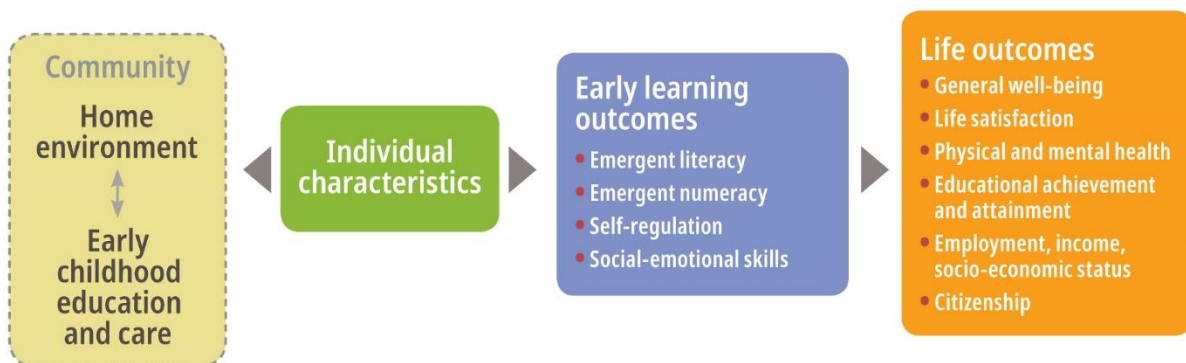 Community
Home
environment
Early
childhood
education
and care
Individual
characteristics
Early learning
outcomes
• Emergent literacy
• Emergent numeracy
• Self-regulation
• Social-emotional skills
Life outcomes
• General well-being
• Life satisfaction
• Physical and mental health
• Educational achievement
and attainment
• Employment, income,
socio-economic status
• Citizenship